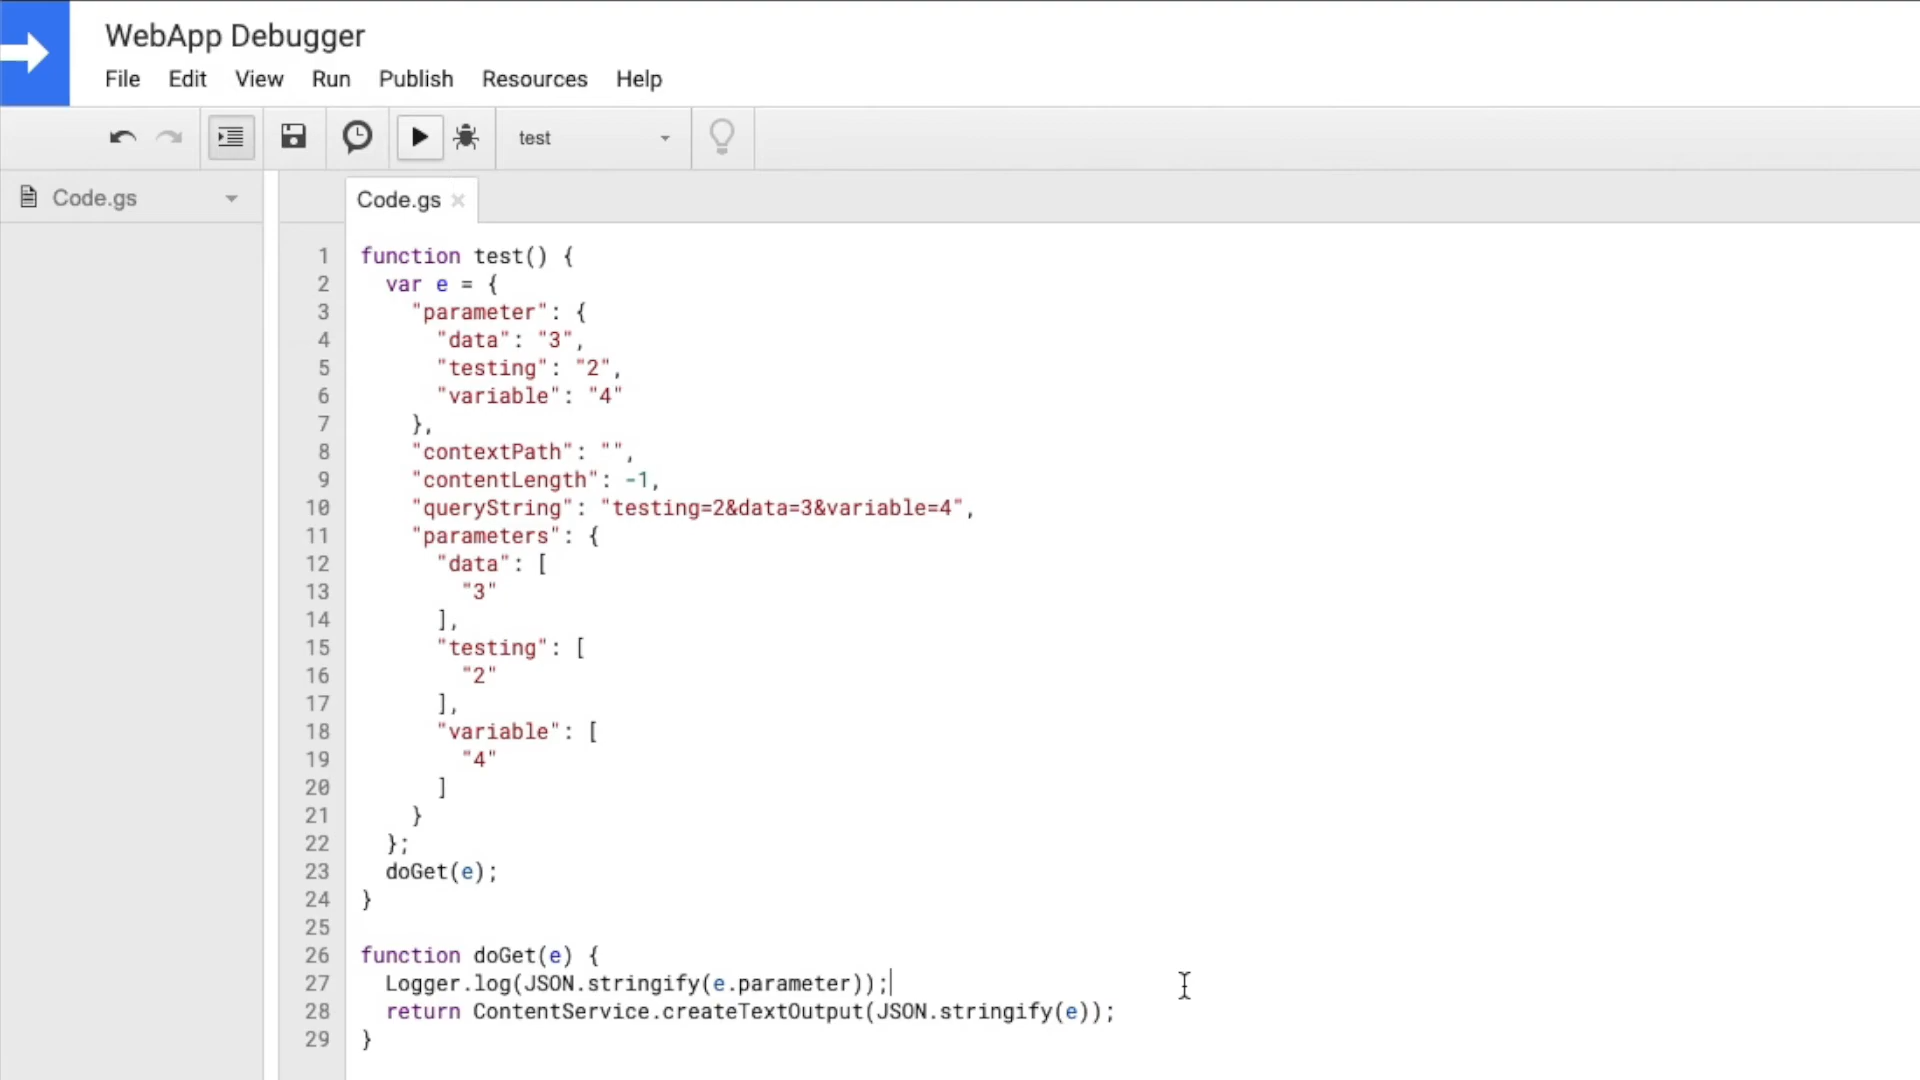 WebApp Debugger
File Edit View Run Publish Resources Help
test
Code.gs
Code.gs ×
1 function test() {
2   var e = {
3     "parameter": {
4       "data": "3",
5       "testing": "2",
6       "variable": "4"
7     },
8     "contextPath": "",
9     "contentLength": -1,
10     "queryString": "testing=2&data=3&variable=4",
11     "parameters": {
12       "data": [
13         "3"
14       ],
15       "testing": [
16         "2"
17       ],
18       "variable": [
19         "4"
20       ]
21     }
22   };
23   doGet(e);
24 }
25
26 function doGet(e) {
27   Logger.log(JSON.stringify(e.parameter));
28   return ContentService.createTextOutput(JSON.stringify(e));
29 }